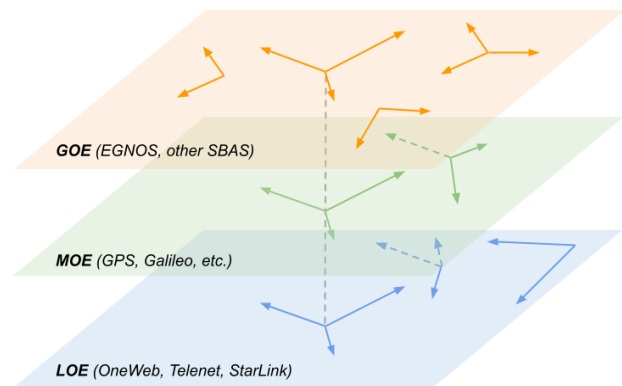 GOE (EGNOS, other SBAS)
MOE (GPS, Galileo, etc.)
LOE (OneWeb, Telenet, StarLink)